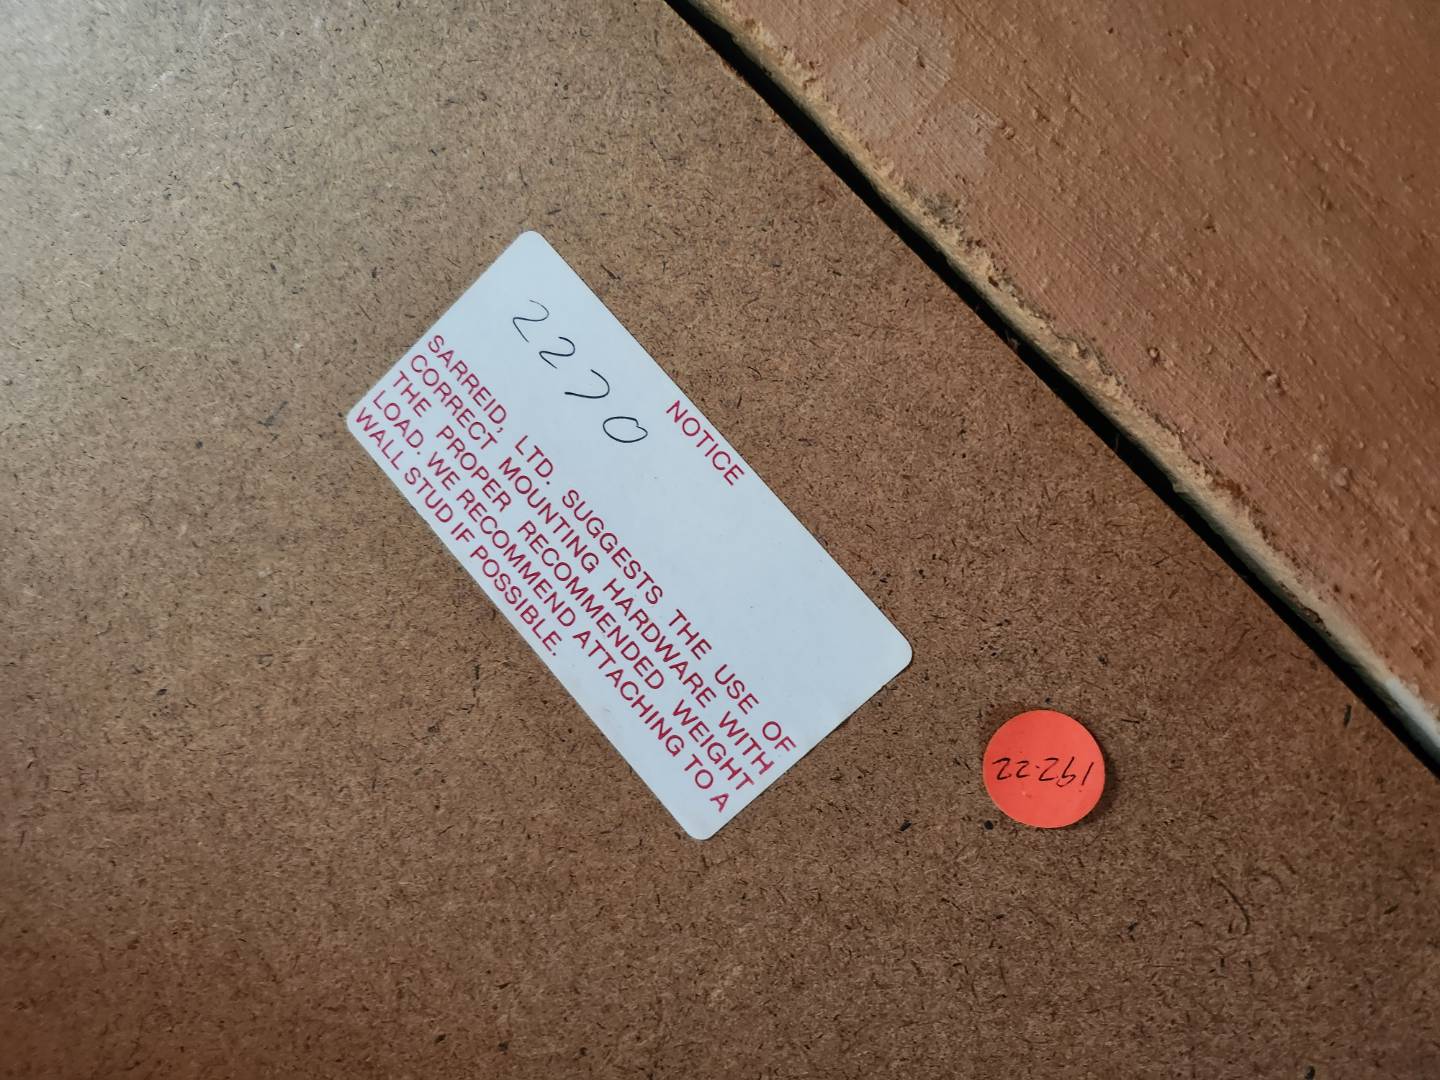 2270
NOTICE
SARREID, LTD. SUGGESTS THE USE OF
CORRECT MOUNTING HARDWARE WITH
THE PROPER RECOMMENDED WEIGHT
LOAD. WE RECOMMEND ATTACHING TO A
WALL STUD IF POSSIBLE.
192-22